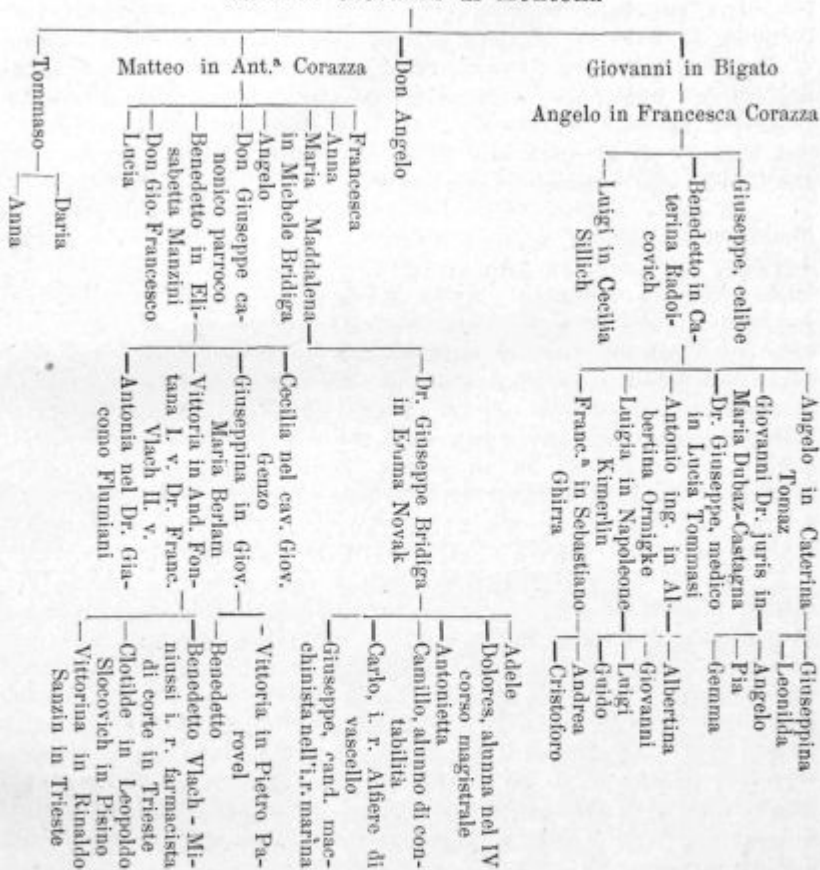 Matteo in Ant.ª Corazza
Giovanni in Bigato
Angelo in Francesca Corazza
Don Angelo
Tommaso
Daria
Anna
Francesca
Anna
Maria Maddalena
in Michele Bridiga
Angelo
Don Giuseppe ca-
nonico parroco
Benedetto in Eli-
sabetta Manzini
Don Gio. Francesco
Lucia
Giuseppe, celibe
Benedetto in Ca-
terina Radoi-
covich
Luigi in Cecilia
Sillich
Cecilia nel cav. Giov.
Genzo
Giuseppina in Giov.
Maria Berlam
Vittoria in And. Fon-
tana I. v. Dr. Franc.
Vlach II. v.
Antonia nel Dr. Gia-
como Flumiani
Dr. Giuseppe Bridiga
in Emma Novak
Angelo in Caterina
Tomaz
Giovanni Dr. juris in
Maria Dubaz-Castagna
Dr. Giuseppe, medico
in Lucia Tommasi
Antonio ing. in Al-
bertina Ormigke
Luigia in Napoleone
Kimerlin
Franc.ª in Sebastiano
Ghirra
Giuseppina
Leonilda
Angelo
Pia
Gemma
Albertina
Giovanni
Luigi
Guido
Andrea
Cristoforo
Adele
Dolores, alunna nel IV
corso magistrale
Antonietta
Camillo, alunno di con-
tabilità
Carlo, i. r. Alfiere di
vascello
Giuseppe, cand. mac-
chinista nell'i. r. marina
Vittoria in Pietro Pa-
rovel
Benedetto
Benedetto Vlach - Mi-
niussi i. r. farmacista
di corte in Trieste
Clotilde in Leopoldo
Slocovich in Pisino
Vittorina in Rinaldo
Sanzin in Trieste